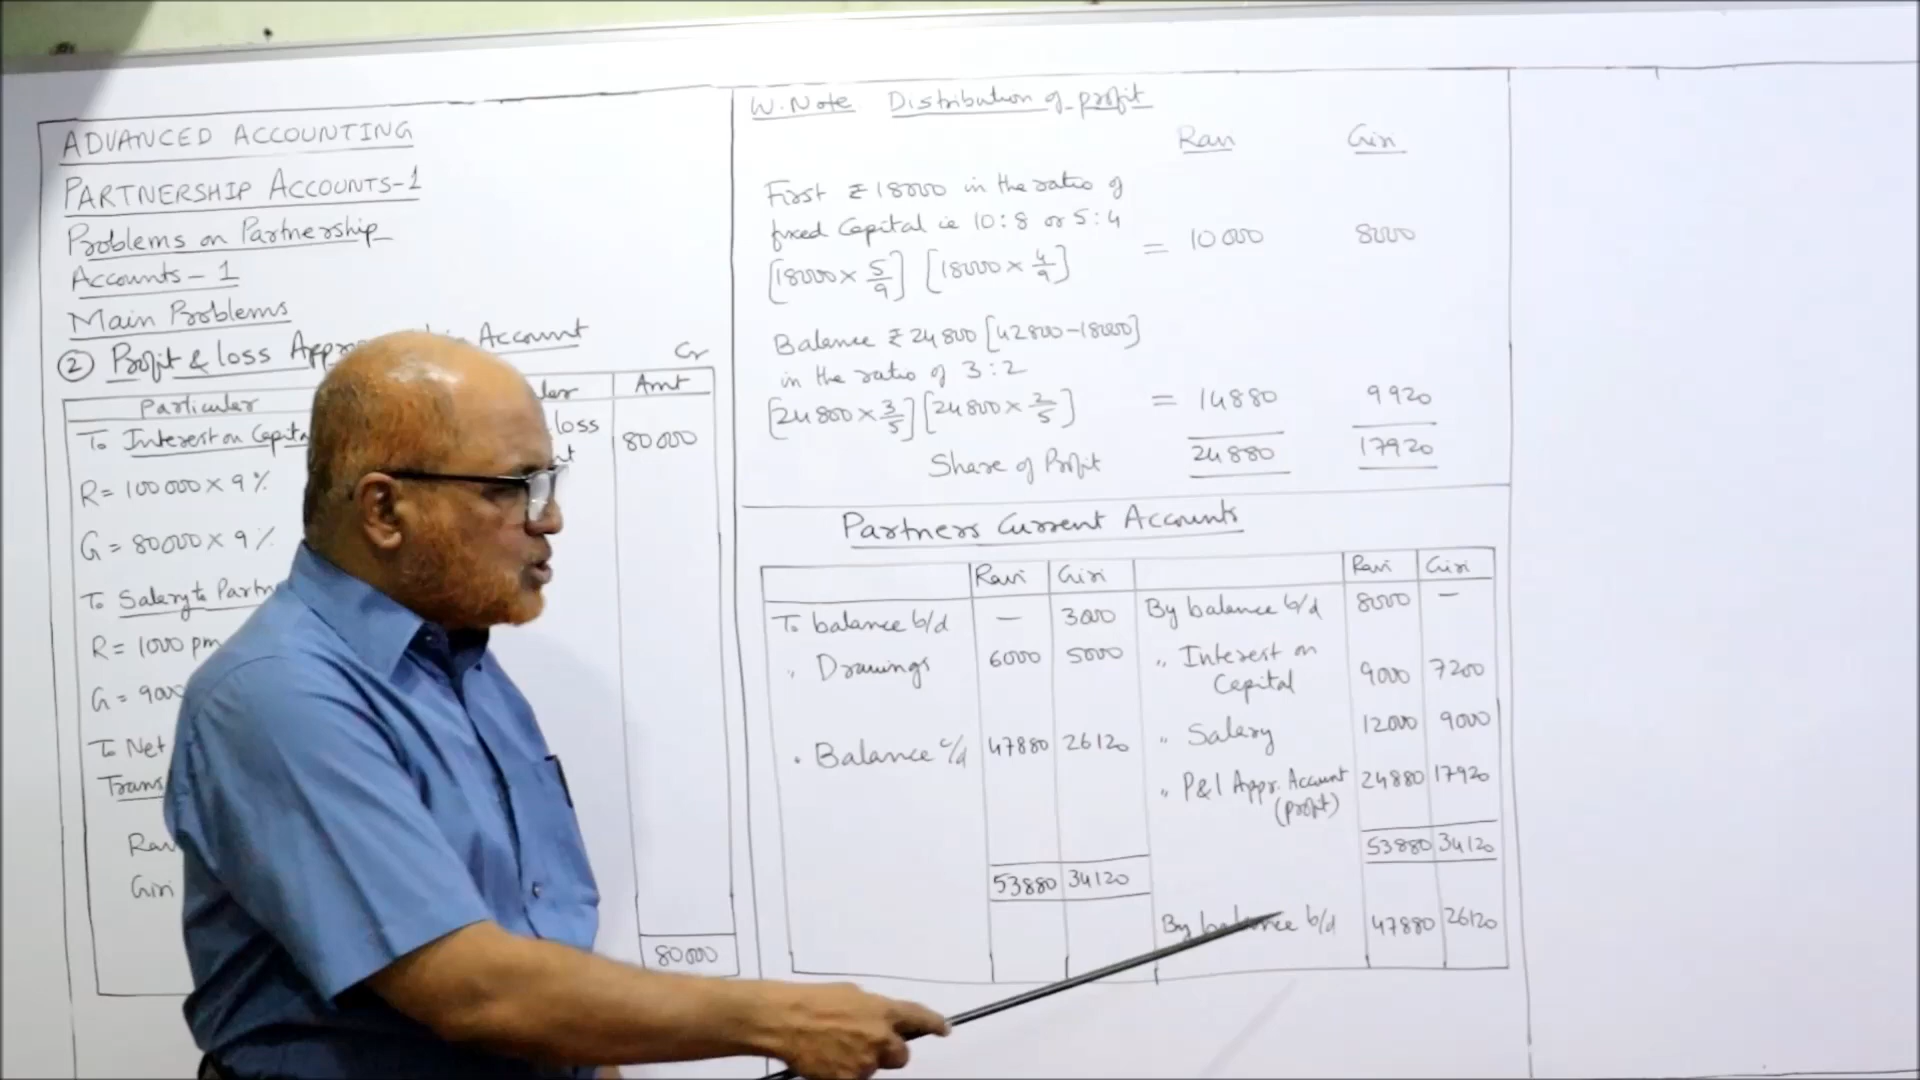 ADVANCED ACCOUNTING
PARTNERSHIP ACCOUNTS-1
Problems on Partnership
Accounts - 1
Main Problems
② Profit & loss Account
Cr
Particular Amt
To Interest on loss 80000
R = 100000 × 9%
G = 80000 × 9%
To Salary to
R = 1000 pm
G =
To Net
Giri
80000
W. Note Distribution of profit
Ravi Giri
First ₹ 18000 in the ratio of
fixed Capital ie 10:8 or 5:4
[18000 × 5/9] [18000 × 4/9] = 10000 8000
Balance ₹ 24800 [42800-18000]
in the ratio of 3:2
[24800 × 3/5] [24800 × 2/5] = 14880 9920
Share of Profit 24880 17920
Partners Current Accounts
Ravi Giri Ravi Giri
To balance b/d — 3000 By balance b/d 8000 —
" Drawings 6000 5000 " Interest on
Capital 9000 7200
" Balance c/d 47880 26120 " Salary 12000 9000
" P&l Appr. Account 24880 17920
(profit)
53880 34120 53880 34120
By balance b/d 47880 26120